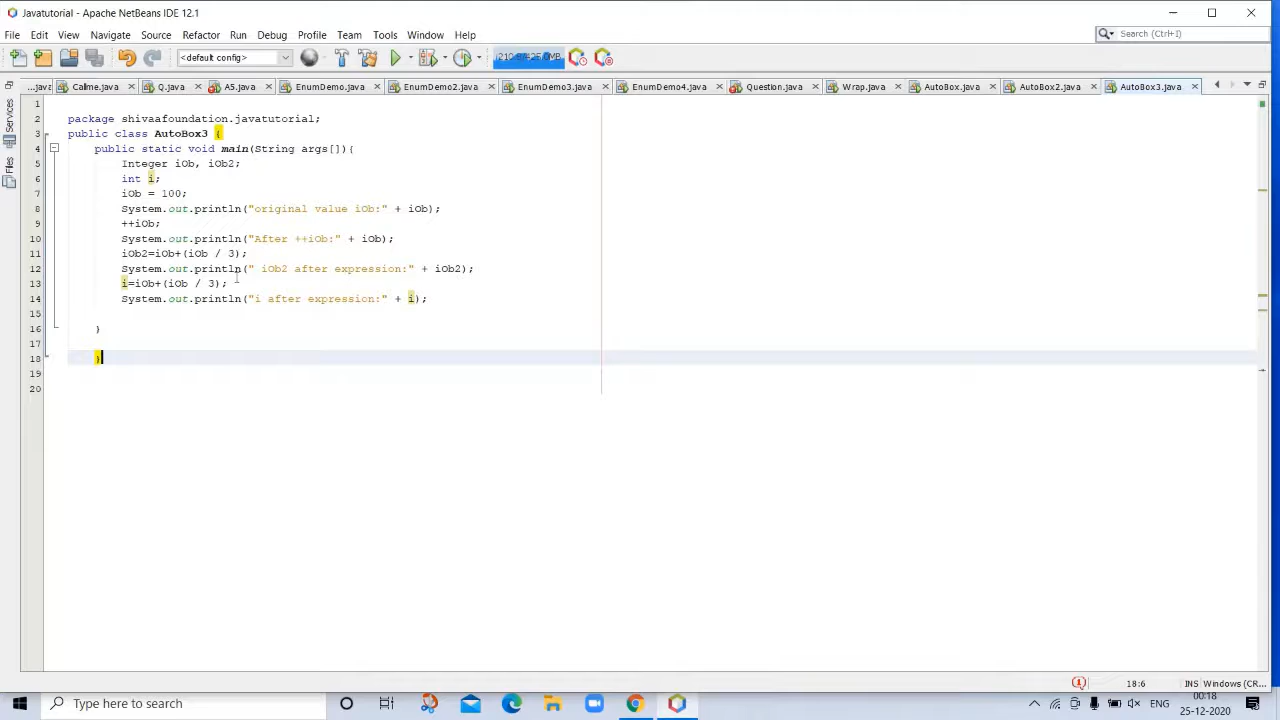 Javatutorial - Apache NetBeans IDE 12.1
File Edit View Navigate Source Refactor Run Debug Profile Team Tools Window Help
Search (Ctrl+I)
<default config>
...java Callme.java Q.java A5.java EnumDemo.java EnumDemo2.java EnumDemo3.java EnumDemo4.java Question.java Wrap.java AutoBox.java AutoBox2.java AutoBox3.java
Services
Files
1
2 package shivaafoundation.javatutorial;
3 public class AutoBox3 {
4 public static void main(String args[]){
5 Integer iOb, iOb2;
6 int i;
7 iOb = 100;
8 System.out.println("original value iOb:" + iOb);
9 ++iOb;
10 System.out.println("After ++iOb:" + iOb);
11 iOb2=iOb+(iOb / 3);
12 System.out.println(" iOb2 after expression:" + iOb2);
13 i=iOb+(iOb / 3);
14 System.out.println("i after expression:" + i);
15
16 }
17
18 }
19
20
18:6 INS Windows (CR...
Type here to search
ENG
00:18
25-12-2020